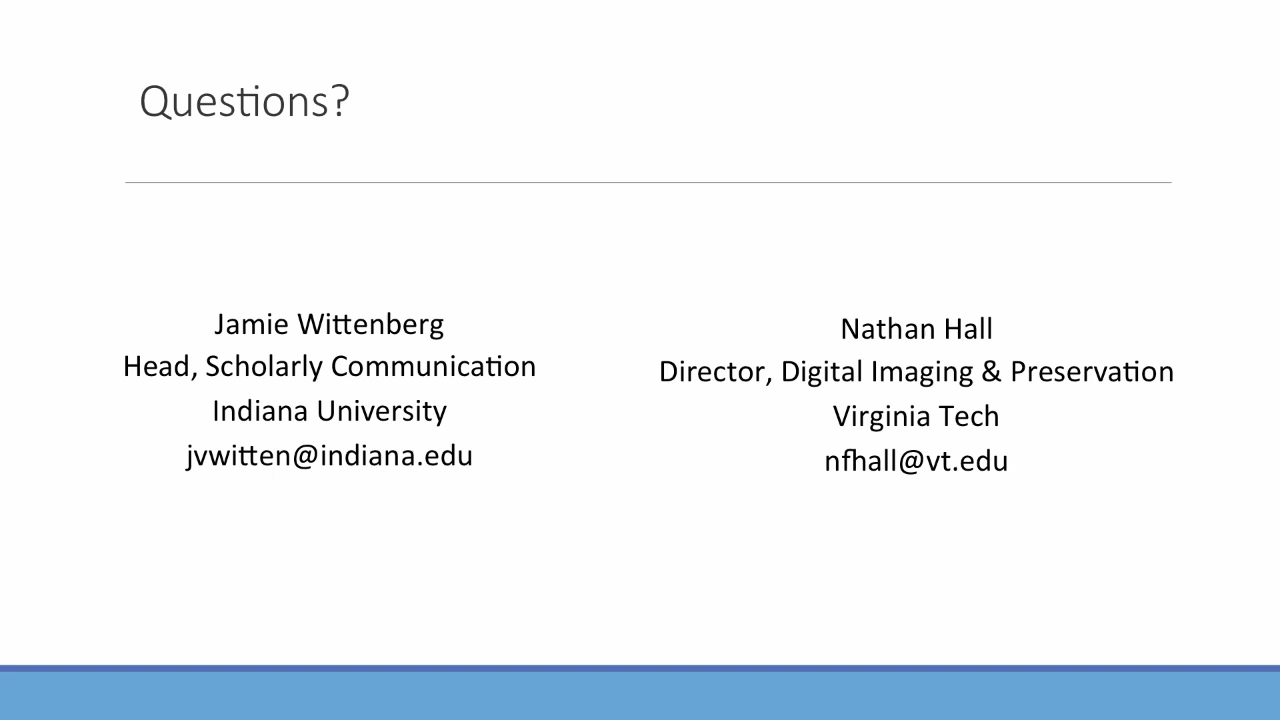 Questions?
Jamie Wittenberg
Head, Scholarly Communication
Indiana University
jvwitten@indiana.edu
Nathan Hall
Director, Digital Imaging & Preservation
Virginia Tech
nfhall@vt.edu